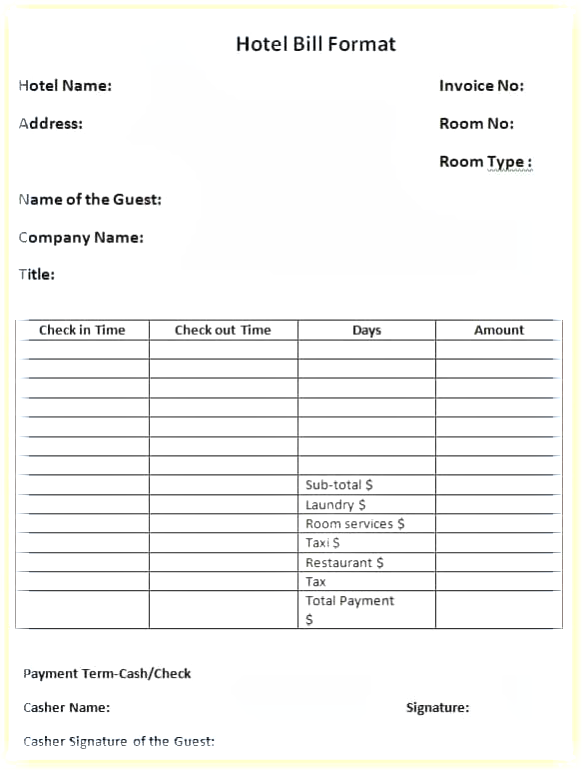 Hotel Bill Format
Hotel Name: Invoice No:
Address: Room No:
Room Type :
Name of the Guest:
Company Name:
Title:
Check in Time Check out Time Days Amount
Sub-total $
Laundry $
Room services $
Taxi $
Restaurant $
Tax
Total Payment
$
Payment Term-Cash/Check
Casher Name: Signature:
Casher Signature of the Guest: